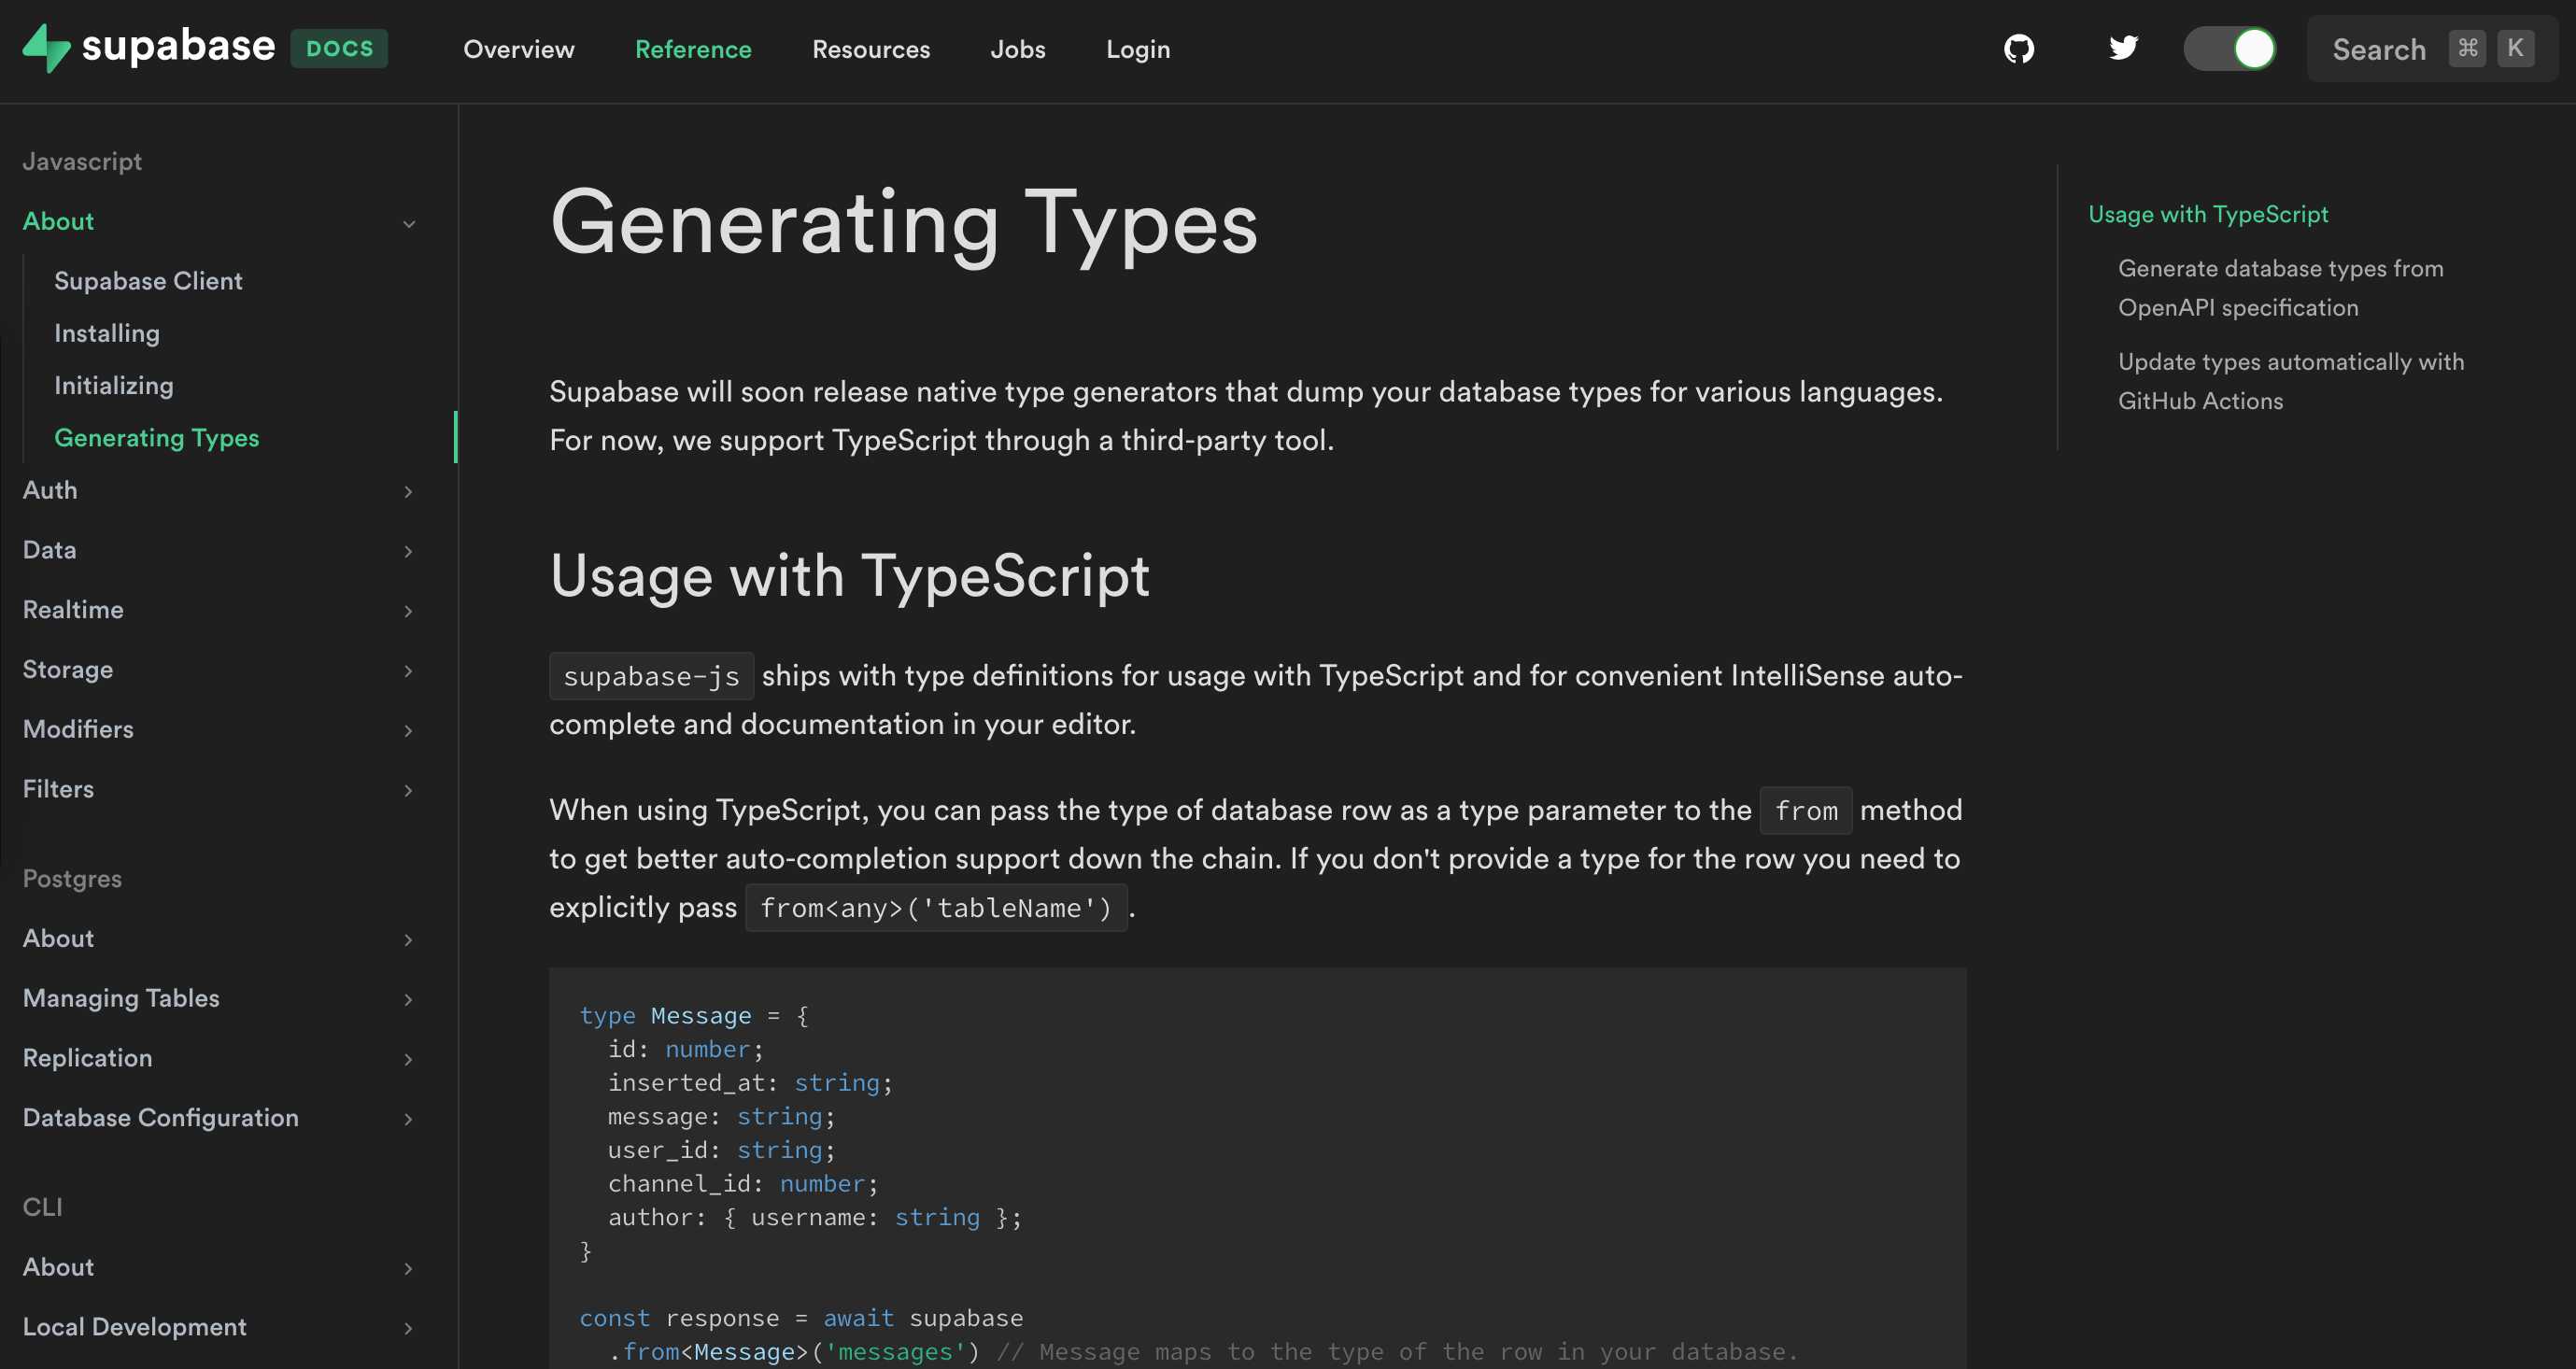 supabase DOCS Overview Reference Resources Jobs Login Search ⌘ K
Javascript
About
Supabase Client
Installing
Initializing
Generating Types
Auth
Data
Realtime
Storage
Modifiers
Filters
Postgres
About
Managing Tables
Replication
Database Configuration
CLI
About
Local Development
Generating Types
Supabase will soon release native type generators that dump your database types for various languages.
For now, we support TypeScript through a third-party tool.
Usage with TypeScript
supabase-js ships with type definitions for usage with TypeScript and for convenient IntelliSense auto-
complete and documentation in your editor.
When using TypeScript, you can pass the type of database row as a type parameter to the from method
to get better auto-completion support down the chain. If you don't provide a type for the row you need to
explicitly pass from<any>('tableName') .
type Message = {
  id: number;
  inserted_at: string;
  message: string;
  user_id: string;
  channel_id: number;
  author: { username: string };
}
const response = await supabase
  .from<Message>('messages') // Message maps to the type of the row in your database.
Usage with TypeScript
Generate database types from
OpenAPI specification
Update types automatically with
GitHub Actions